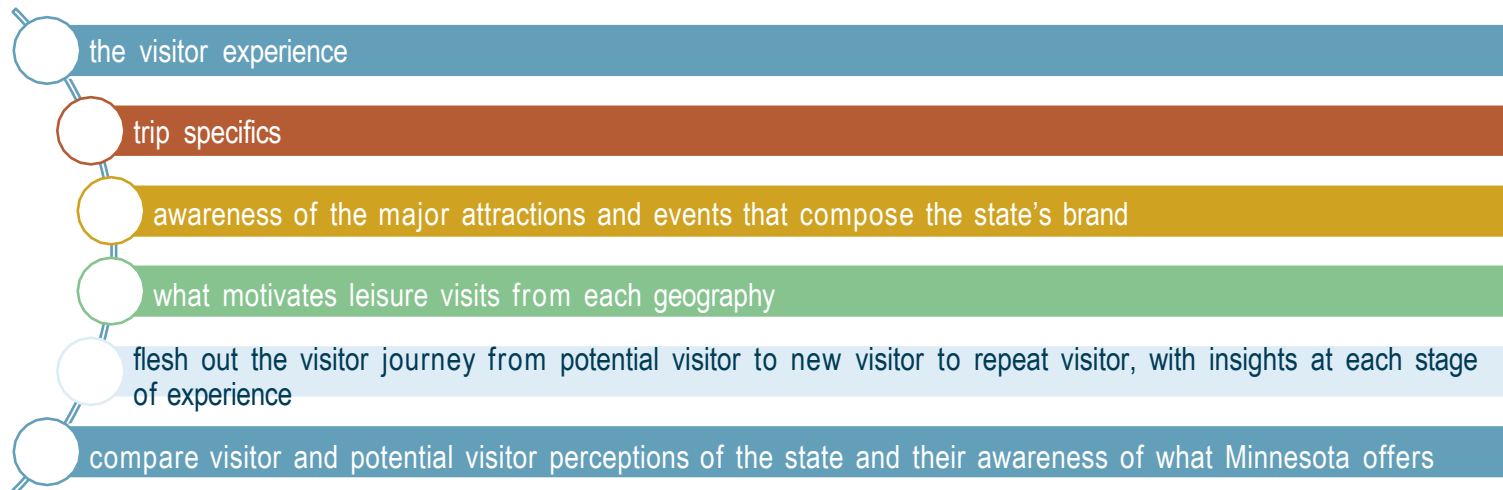 the visitor experience
trip specifics
awareness of the major attractions and events that compose the state’s brand
what motivates leisure visits from each geography
flesh out the visitor journey from potential visitor to new visitor to repeat visitor, with insights at each stage
of experience
compare visitor and potential visitor perceptions of the state and their awareness of what Minnesota offers